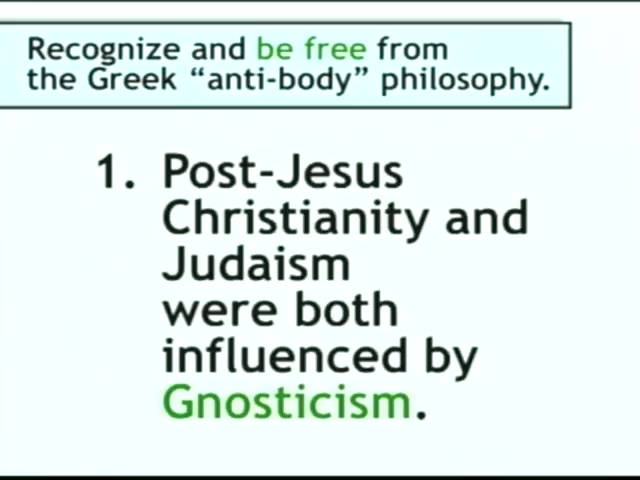 Recognize and be free from
the Greek “anti-body” philosophy.
1. Post-Jesus
Christianity and
Judaism
were both
influenced by
Gnosticism.